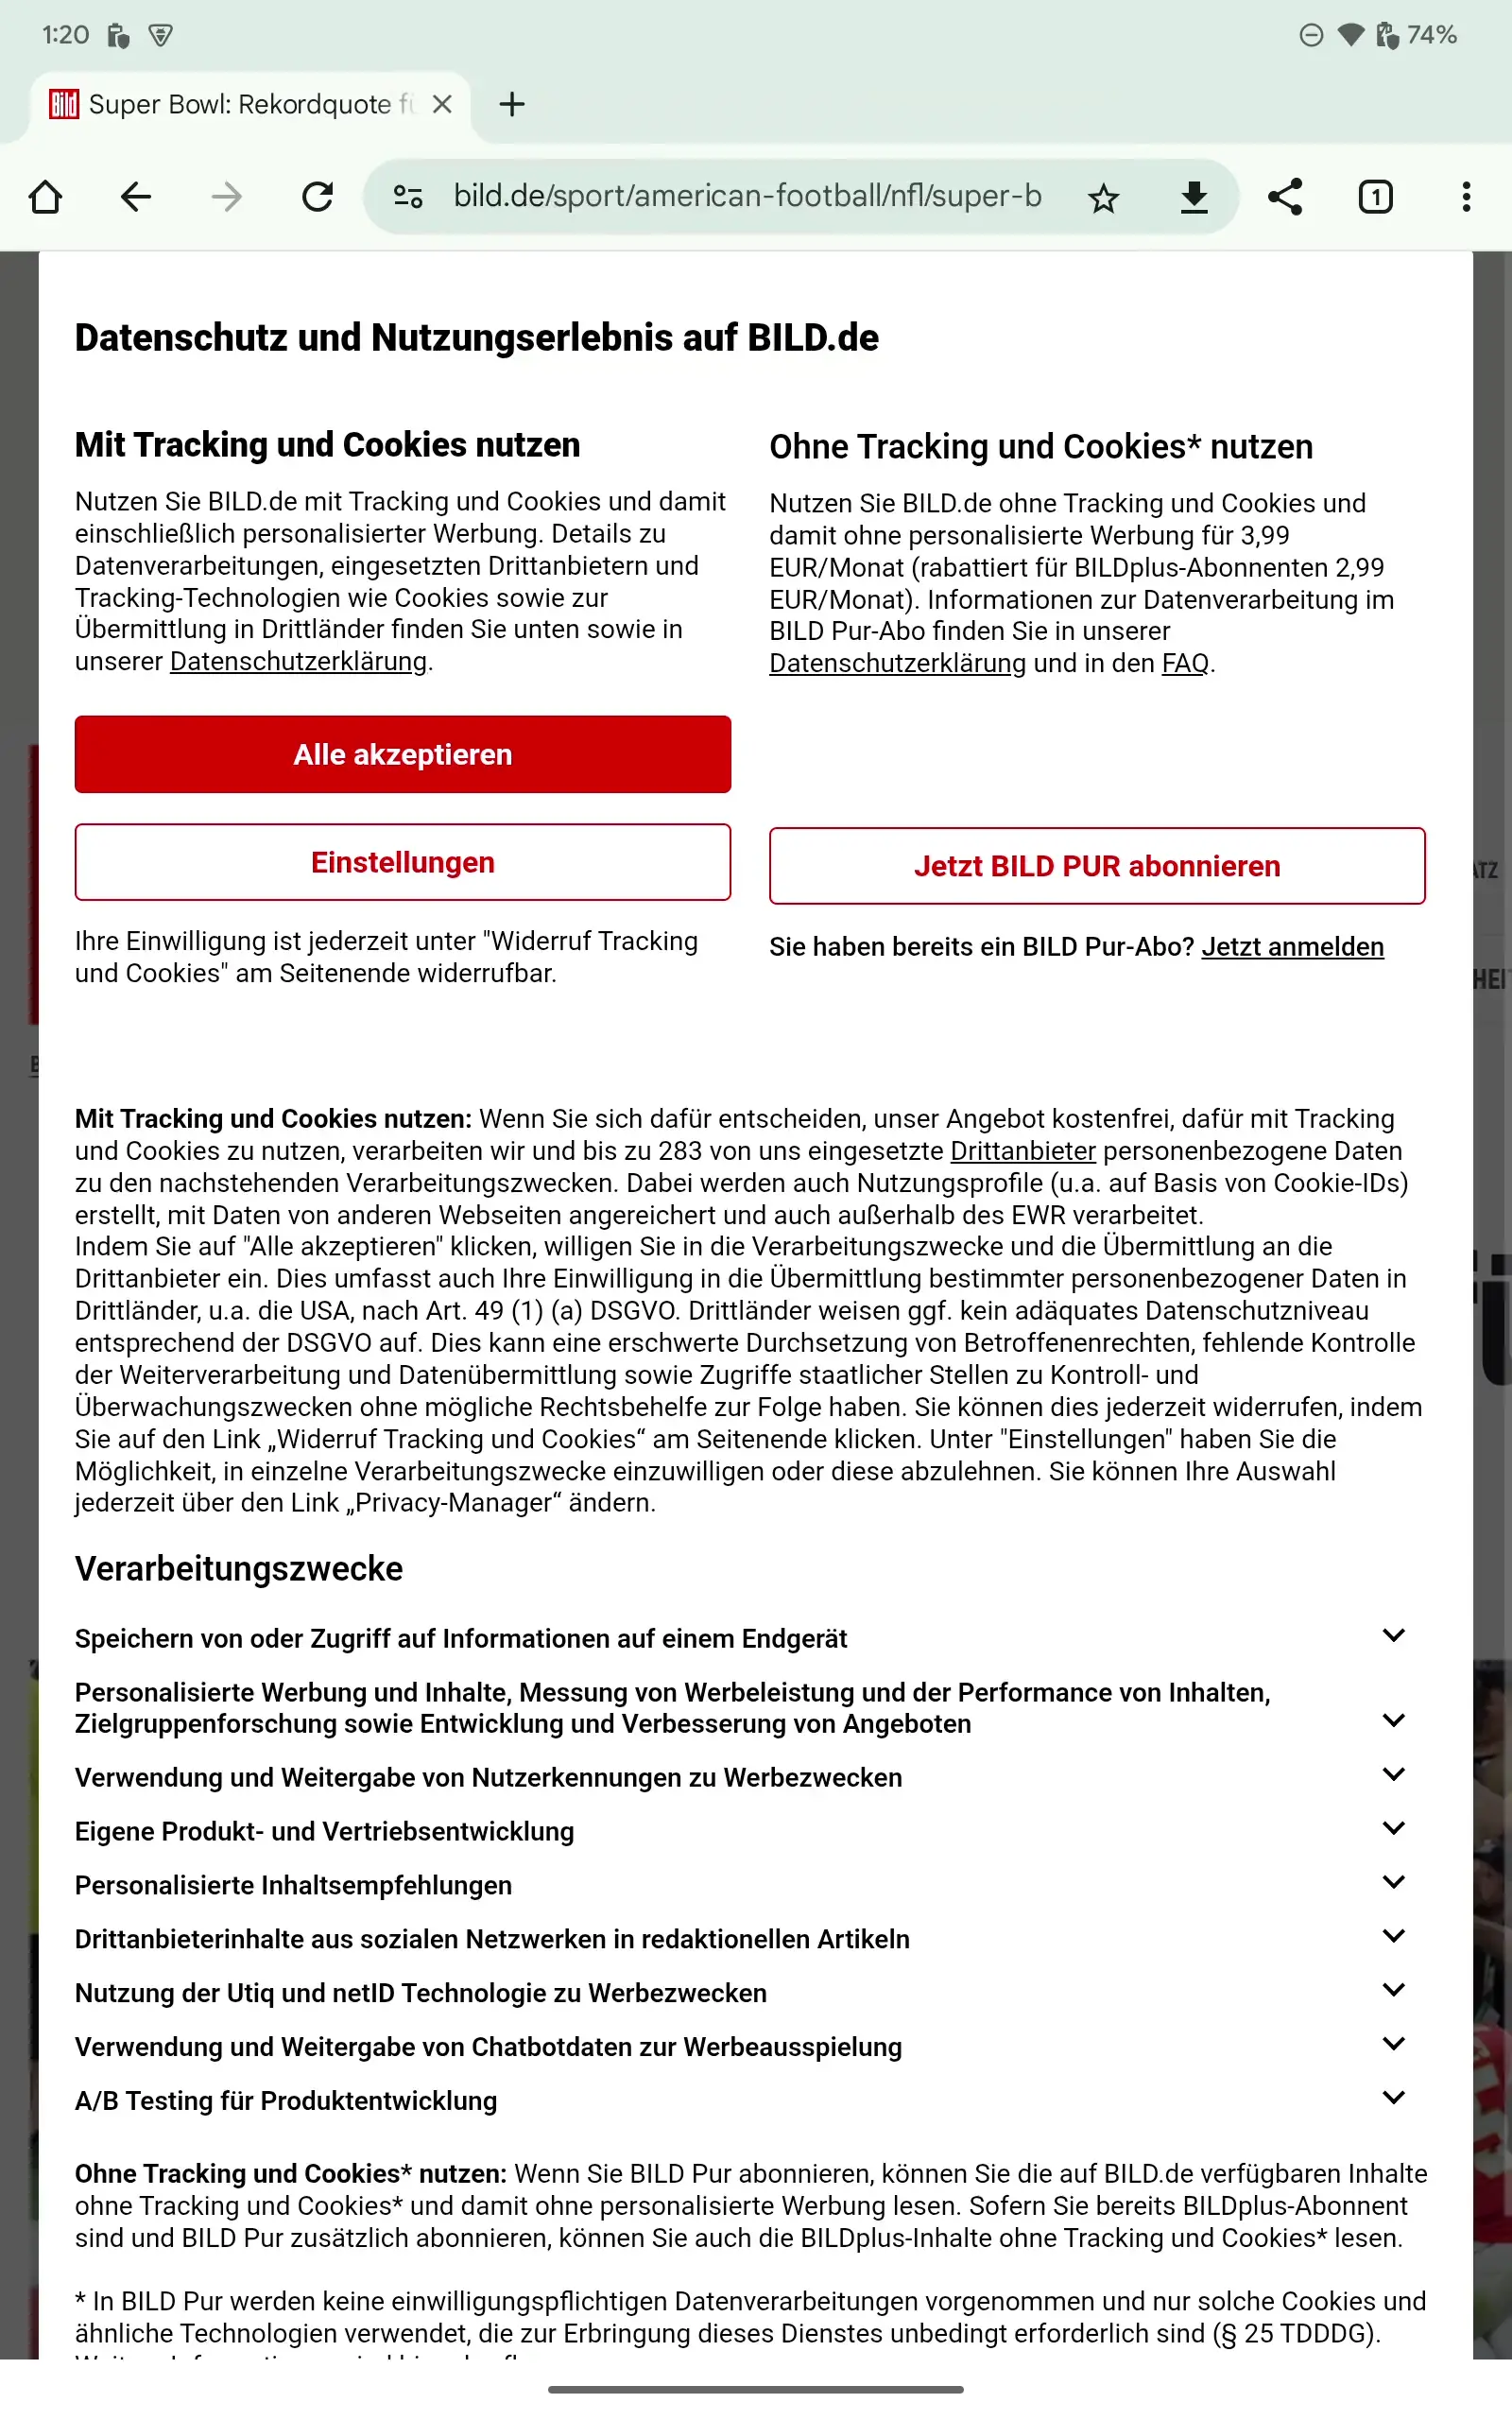 1:20
74%
Bild Super Bowl: Rekordquote fü
1
bild.de/sport/american-football/nfl/super-b
Datenschutz und Nutzungserlebnis auf BILD.de
Mit Tracking und Cookies nutzen
Nutzen Sie BILD.de mit Tracking und Cookies und damit
einschließlich personalisierter Werbung. Details zu
Datenverarbeitungen, eingesetzten Drittanbietern und
Tracking-Technologien wie Cookies sowie zur
Übermittlung in Drittländer finden Sie unten sowie in
unserer Datenschutzerklärung.
Alle akzeptieren
Einstellungen
Ihre Einwilligung ist jederzeit unter "Widerruf Tracking
und Cookies" am Seitenende widerrufbar.
Ohne Tracking und Cookies* nutzen
Nutzen Sie BILD.de ohne Tracking und Cookies und
damit ohne personalisierte Werbung für 3,99
EUR/Monat (rabattiert für BILDplus-Abonnenten 2,99
EUR/Monat). Informationen zur Datenverarbeitung im
BILD Pur-Abo finden Sie in unserer
Datenschutzerklärung und in den FAQ.
Jetzt BILD PUR abonnieren
Sie haben bereits ein BILD Pur-Abo? Jetzt anmelden
Mit Tracking und Cookies nutzen: Wenn Sie sich dafür entscheiden, unser Angebot kostenfrei, dafür mit Tracking
und Cookies zu nutzen, verarbeiten wir und bis zu 283 von uns eingesetzte Drittanbieter personenbezogene Daten
zu den nachstehenden Verarbeitungszwecken. Dabei werden auch Nutzungsprofile (u.a. auf Basis von Cookie-IDs)
erstellt, mit Daten von anderen Webseiten angereichert und auch außerhalb des EWR verarbeitet.
Indem Sie auf "Alle akzeptieren" klicken, willigen Sie in die Verarbeitungszwecke und die Übermittlung an die
Drittanbieter ein. Dies umfasst auch Ihre Einwilligung in die Übermittlung bestimmter personenbezogener Daten in
Drittländer, u.a. die USA, nach Art. 49 (1) (a) DSGVO. Drittländer weisen ggf. kein adäquates Datenschutzniveau
entsprechend der DSGVO auf. Dies kann eine erschwerte Durchsetzung von Betroffenenrechten, fehlende Kontrolle
der Weiterverarbeitung und Datenübermittlung sowie Zugriffe staatlicher Stellen zu Kontroll- und
Überwachungszwecken ohne mögliche Rechtsbehelfe zur Folge haben. Sie können dies jederzeit widerrufen, indem
Sie auf den Link „Widerruf Tracking und Cookies“ am Seitenende klicken. Unter "Einstellungen" haben Sie die
Möglichkeit, in einzelne Verarbeitungszwecke einzuwilligen oder diese abzulehnen. Sie können Ihre Auswahl
jederzeit über den Link „Privacy-Manager“ ändern.
Verarbeitungszwecke
Speichern von oder Zugriff auf Informationen auf einem Endgerät
Personalisierte Werbung und Inhalte, Messung von Werbeleistung und der Performance von Inhalten,
Zielgruppenforschung sowie Entwicklung und Verbesserung von Angeboten
Verwendung und Weitergabe von Nutzerkennungen zu Werbezwecken
Eigene Produkt- und Vertriebsentwicklung
Personalisierte Inhaltsempfehlungen
Drittanbieterinhalte aus sozialen Netzwerken in redaktionellen Artikeln
Nutzung der Utiq und netID Technologie zu Werbezwecken
Verwendung und Weitergabe von Chatbotdaten zur Werbeausspielung
A/B Testing für Produktentwicklung
Ohne Tracking und Cookies* nutzen: Wenn Sie BILD Pur abonnieren, können Sie die auf BILD.de verfügbaren Inhalte
ohne Tracking und Cookies* und damit ohne personalisierte Werbung lesen. Sofern Sie bereits BILDplus-Abonnent
sind und BILD Pur zusätzlich abonnieren, können Sie auch die BILDplus-Inhalte ohne Tracking und Cookies* lesen.
* In BILD Pur werden keine einwilligungspflichtigen Datenverarbeitungen vorgenommen und nur solche Cookies und
ähnliche Technologien verwendet, die zur Erbringung dieses Dienstes unbedingt erforderlich sind (§ 25 TDDDG).